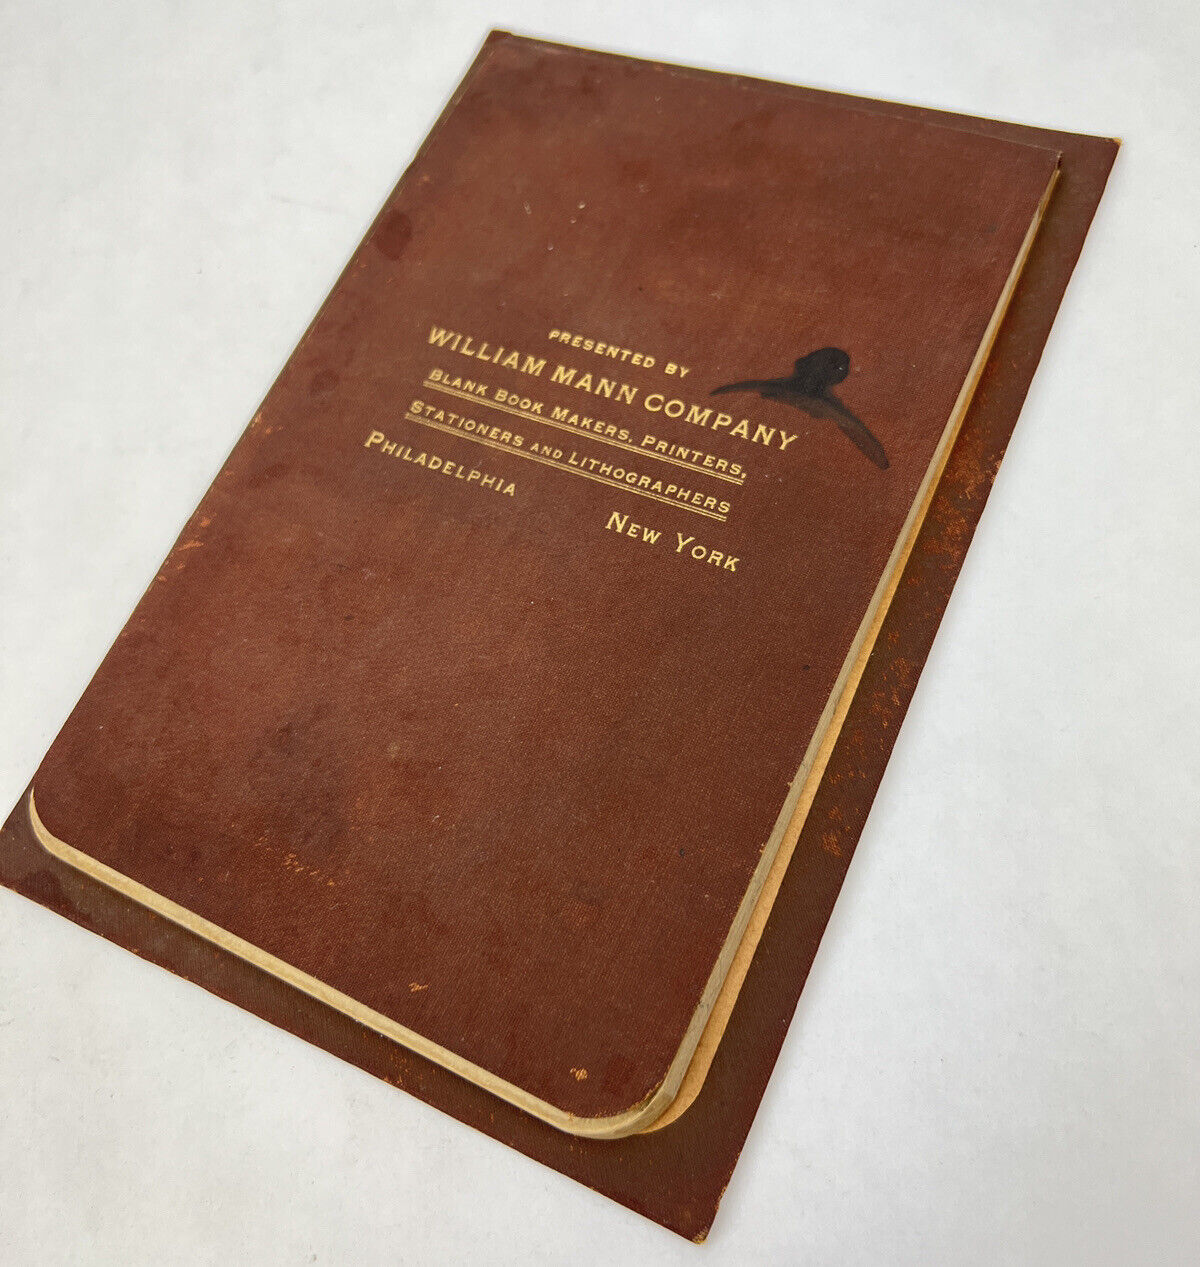 PRESENTED BY
WILLIAM MANN COMPANY
BLANK BOOK MAKERS, PRINTERS,
STATIONERS AND LITHOGRAPHERS
PHILADELPHIA NEW YORK